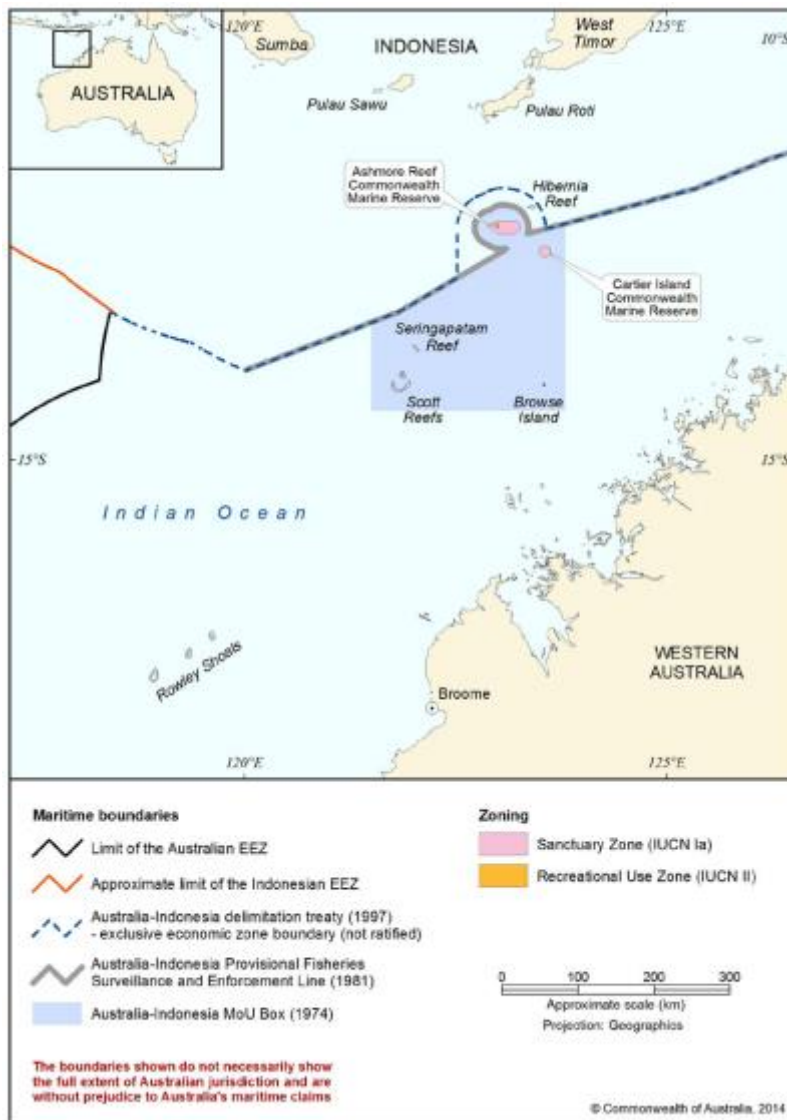 120°E
Sumba
INDONESIA
West
Timor
125°E
10°S
AUSTRALIA
Pulau Sawu
Pulau Roti
Ashmore Reef
Commonwealth
Marine Reserve
Hibernia
Reef
Cartier Island
Commonwealth
Marine Reserve
Seringapatam
Reef
Scott
Reefs
Browse
Island
15°S
15°S
Indian Ocean
Rowley Shoals
WESTERN
AUSTRALIA
Broome
120°E
125°E
Maritime boundaries
Limit of the Australian EEZ
Approximate limit of the Indonesian EEZ
Australia-Indonesia delimitation treaty (1997)
- exclusive economic zone boundary (not ratified)
Australia-Indonesia Provisional Fisheries
Surveillance and Enforcement Line (1981)
Australia-Indonesia MoU Box (1974)
The boundaries shown do not necessarily show
the full extent of Australian jurisdiction and are
without prejudice to Australia's maritime claims
Zoning
Sanctuary Zone (IUCN Ia)
Recreational Use Zone (IUCN II)
0 100 200 300
Approximate scale (km)
Projection: Geographics
© Commonwealth of Australia, 2014